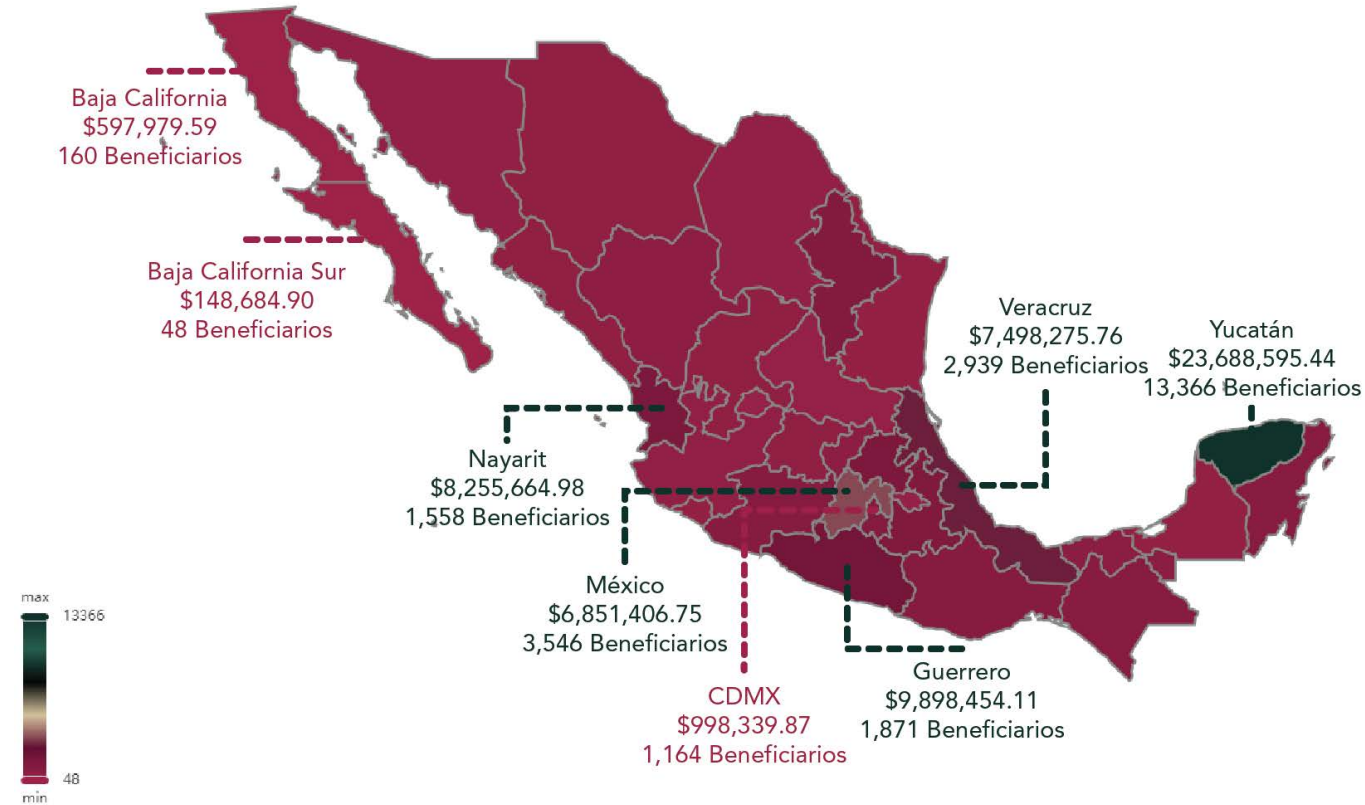 Baja California
$597,979.59
160 Beneficiarios
Baja California Sur
$148,684.90
48 Beneficiarios
Veracruz
$7,498,275.76
2,939 Beneficiarios
Yucatán
$23,688,595.44
13,366 Beneficiarios
Nayarit
$8,255,664.98
1,558 Beneficiarios
México
$6,851,406.75
3,546 Beneficiarios
CDMX
$998,339.87
1,164 Beneficiarios
Guerrero
$9,898,454.11
1,871 Beneficiarios
max
13366
48
min